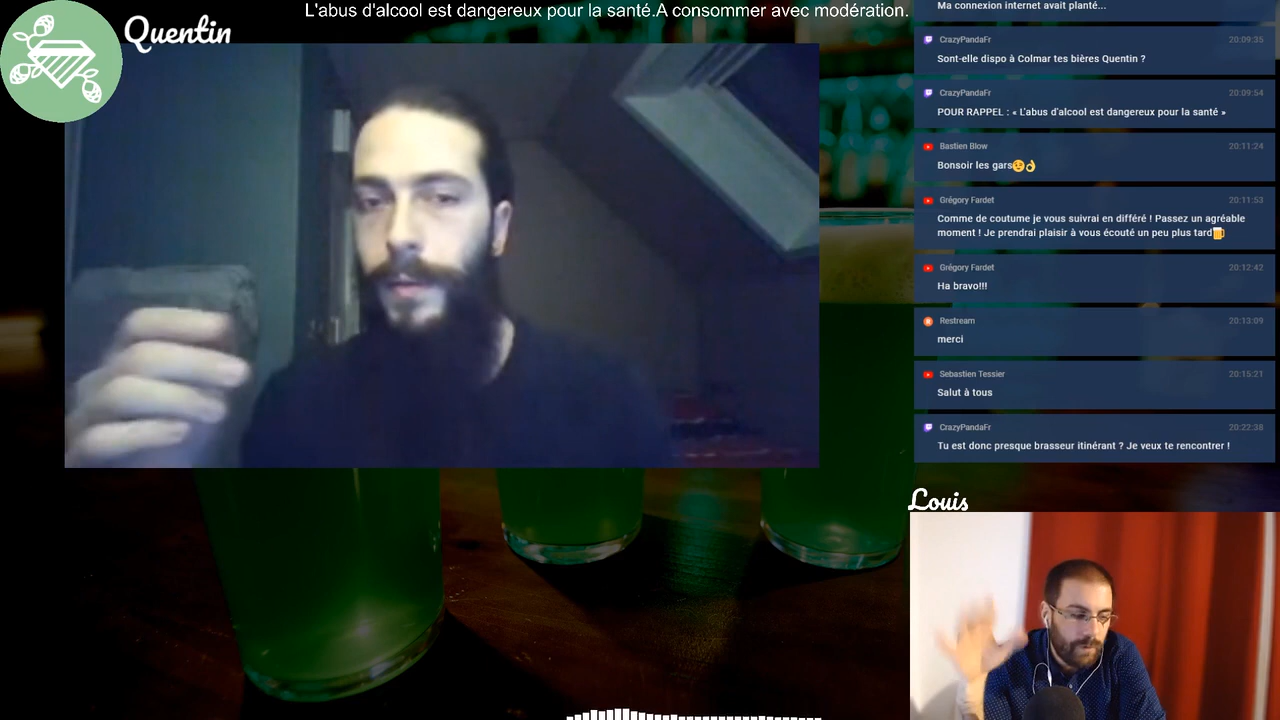 L'abus d'alcool est dangereux pour la santé.A consommer avec modération.
Quentin
Ma connexion internet avait planté...
CrazyPandaFr 20:09:35
Sont-elle dispo à Colmar tes bières Quentin ?
CrazyPandaFr 20:09:54
POUR RAPPEL : « L'abus d'alcool est dangereux pour la santé »
Bastien Blow 20:11:24
Bonsoir les gars😉👌
Grégory Fardet 20:11:53
Comme de coutume je vous suivrai en différé ! Passez un agréable
moment ! Je prendrai plaisir à vous écouté un peu plus tard🍺
Grégory Fardet 20:12:42
Ha bravo!!!
Restream 20:13:09
merci
Sebastien Tessier 20:15:21
Salut à tous
CrazyPandaFr 20:22:38
Tu est donc presque brasseur itinérant ? Je veux te rencontrer !
Louis